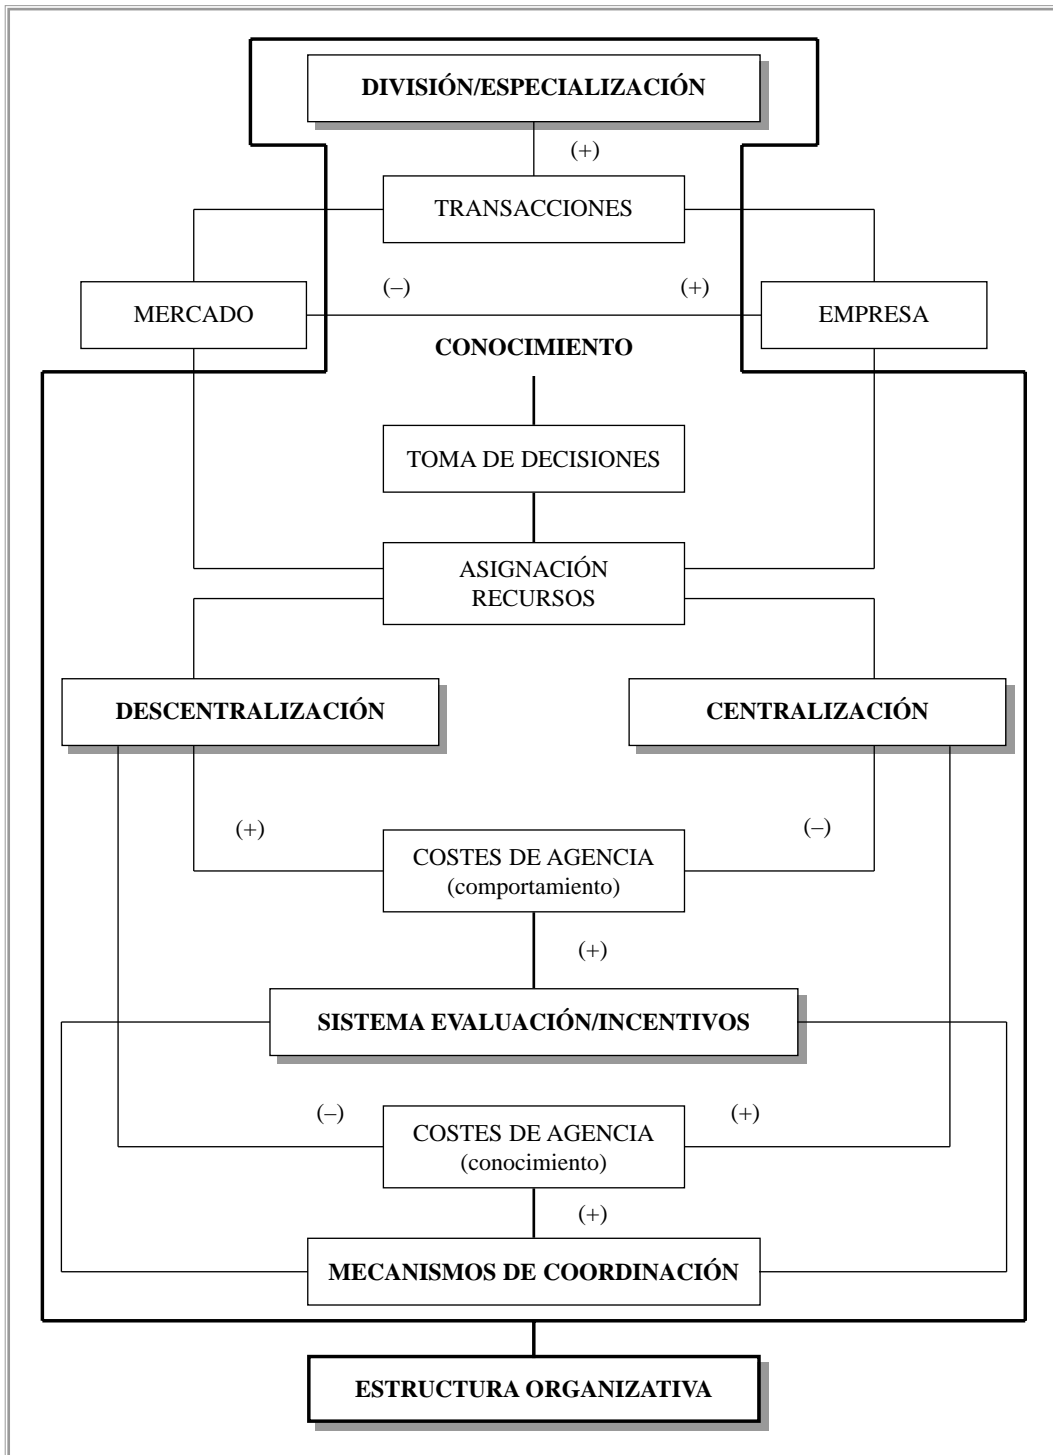 DIVISIÓN/ESPECIALIZACIÓN
(+)
TRANSACCIONES
(–)
(+)
MERCADO
EMPRESA
CONOCIMIENTO
TOMA DE DECISIONES
ASIGNACIÓN
RECURSOS
DESCENTRALIZACIÓN
CENTRALIZACIÓN
(+)
(–)
COSTES DE AGENCIA
(comportamiento)
(+)
SISTEMA EVALUACIÓN/INCENTIVOS
(–)
(+)
COSTES DE AGENCIA
(conocimiento)
(+)
MECANISMOS DE COORDINACIÓN
ESTRUCTURA ORGANIZATIVA